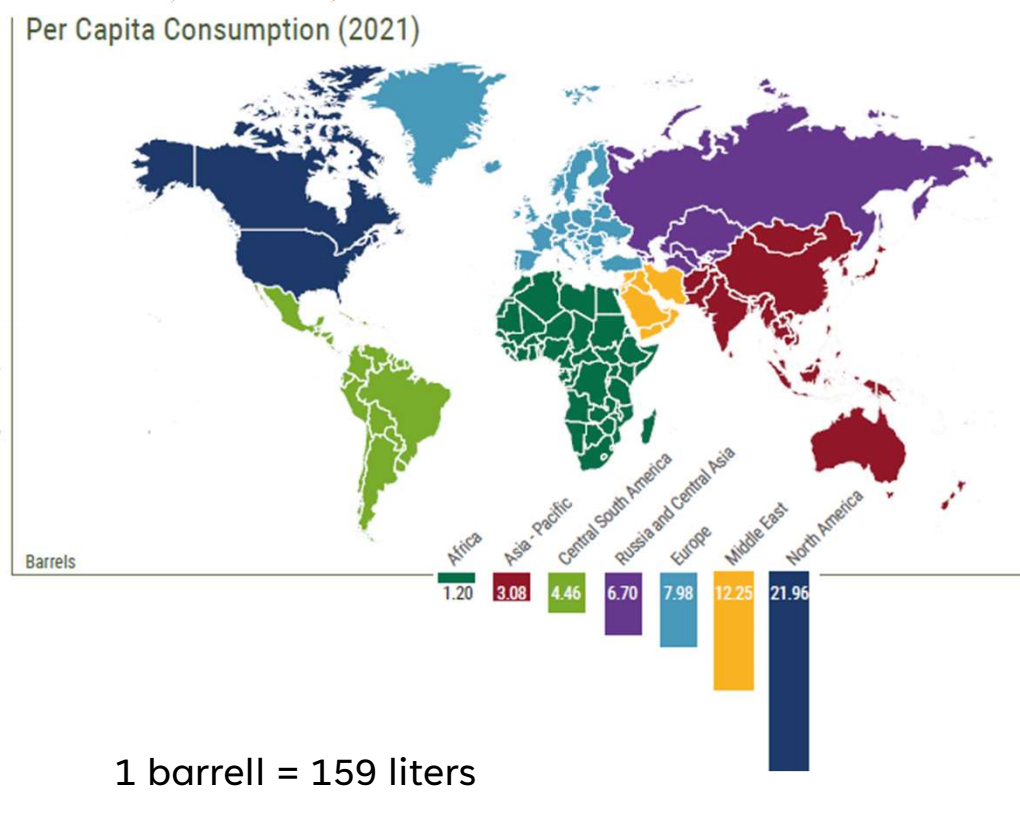 Per Capita Consumption (2021)
Barrels
Africa
Asia - Pacific
Central South America
Russia and Central Asia
Europe
Middle East
North America
1.20
3.08
4.46
6.70
7.98
12.25
21.96
1 barrell = 159 liters